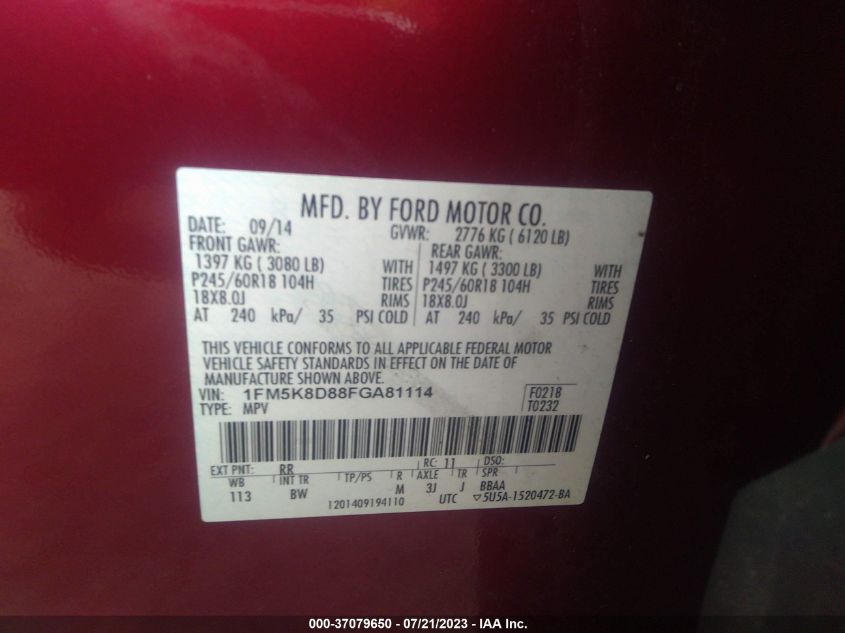 MFD. BY FORD MOTOR CO.
DATE: 09/14 GVWR: 2776 KG ( 6120 LB)
FRONT GAWR: REAR GAWR:
1397 KG ( 3080 LB) WITH 1497 KG ( 3300 LB) WITH
P245/60R18 104H TIRES P245/60R18 104H TIRES
18X8.0J RIMS 18X8.0J RIMS
AT 240 kPa/ 35 PSI COLD AT 240 kPa/ 35 PSI COLD
THIS VEHICLE CONFORMS TO ALL APPLICABLE FEDERAL MOTOR
VEHICLE SAFETY STANDARDS IN EFFECT ON THE DATE OF
MANUFACTURE SHOWN ABOVE.
VIN: 1FM5K8D88FGA81114 F0218
TYPE: MPV T0232
EXT PNT: RR RC: 11 DSO:
WB INT TR TP/PS R AXLE TR SPR
113 BW M 3J J BBAA
1201409194110 UTC ▽5U5A-1520472-BA
000-37079650 / 07/21/2023 - IAA Inc.